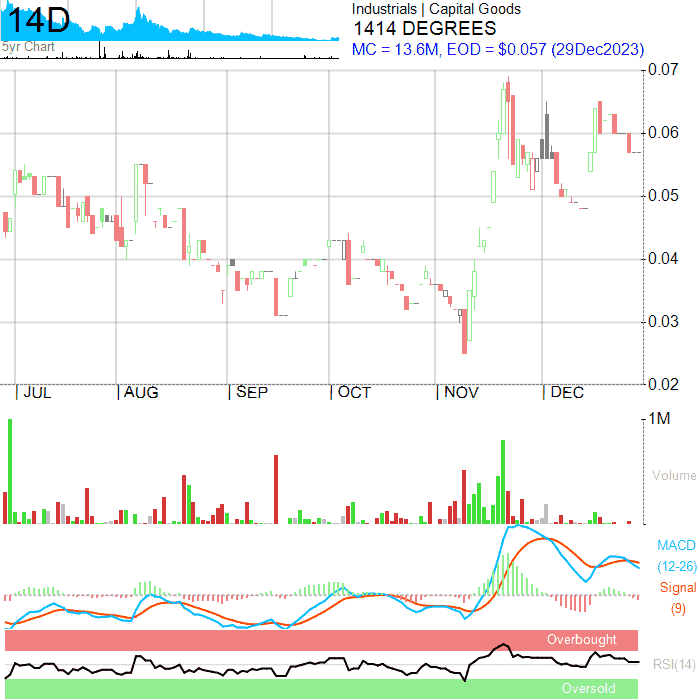 14D
5yr Chart
Industrials | Capital Goods
1414 DEGREES
MC = 13.6M, EOD = $0.057 (29Dec2023)
0.07
0.06
0.05
0.04
0.03
0.02
| JUL | AUG | SEP | OCT | NOV | DEC
1M
Volume
MACD
(12-26)
Signal
(9)
Overbought
RSI(14)
Oversold